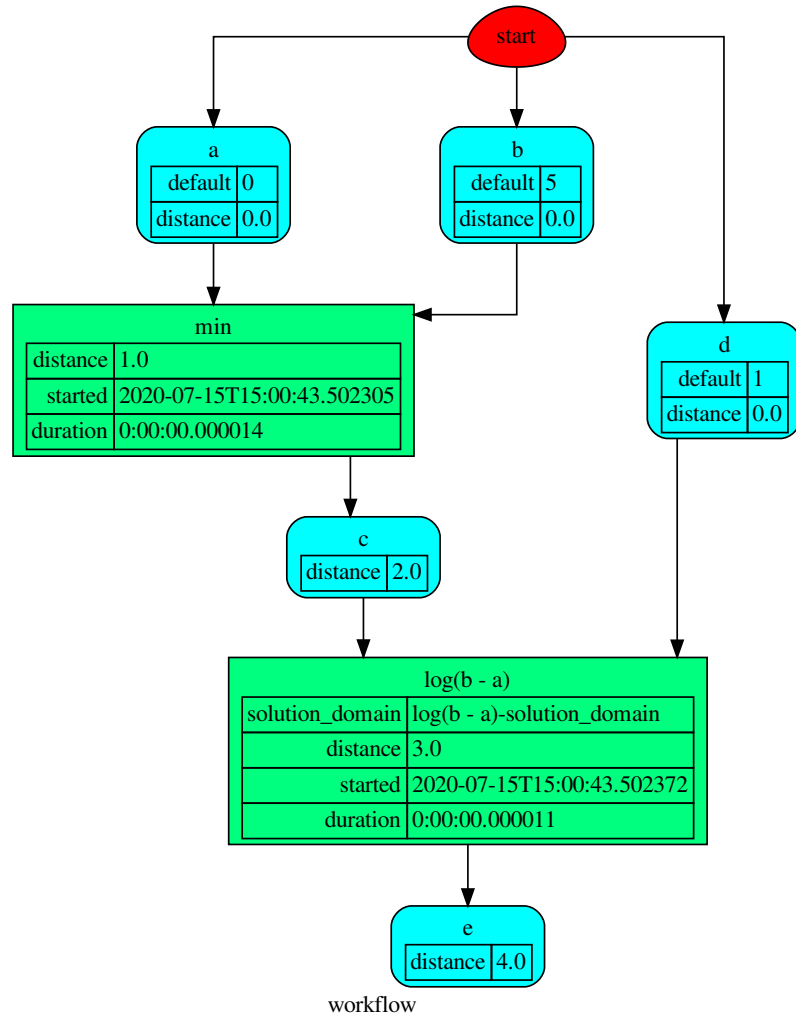 start
a
default 0
distance 0.0
b
default 5
distance 0.0
min
distance 1.0
started 2020-07-15T15:00:43.502305
duration 0:00:00.000014
d
default 1
distance 0.0
c
distance 2.0
log(b - a)
solution_domain log(b - a)-solution_domain
distance 3.0
started 2020-07-15T15:00:43.502372
duration 0:00:00.000011
e
distance 4.0
workflow